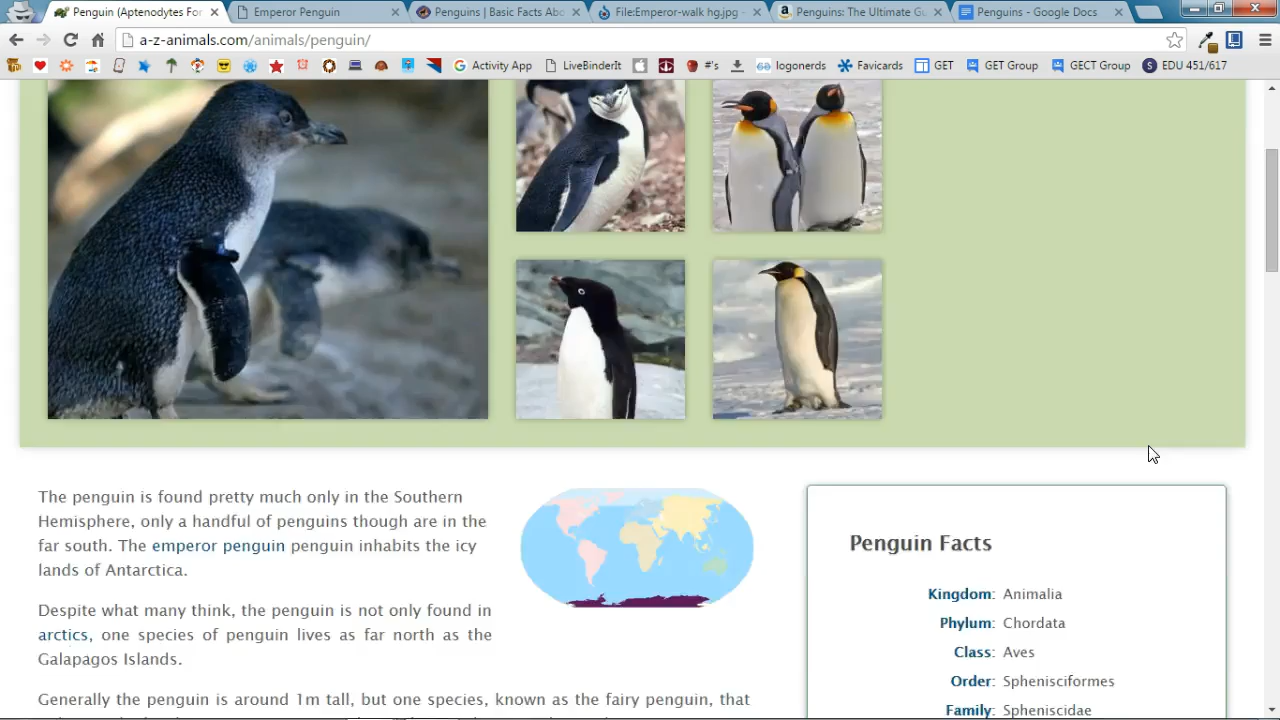 Penguin (Aptenodytes For
Emperor Penguin
Penguins | Basic Facts Abo
File:Emperor-walk hg.jpg -
Penguins: The Ultimate Gu
Penguins - Google Docs
a-z-animals.com/animals/penguin/
Activity App
LiveBinderIt
#'s
logonerds
Favicards
GET
GET Group
GECT Group
EDU 451/617
The penguin is found pretty much only in the Southern
Hemisphere, only a handful of penguins though are in the
far south. The emperor penguin penguin inhabits the icy
lands of Antarctica.
Despite what many think, the penguin is not only found in
arctics, one species of penguin lives as far north as the
Galapagos Islands.
Generally the penguin is around 1m tall, but one species, known as the fairy penguin, that
Penguin Facts
Kingdom: Animalia
Phylum: Chordata
Class: Aves
Order: Sphenisciformes
Family: Spheniscidae